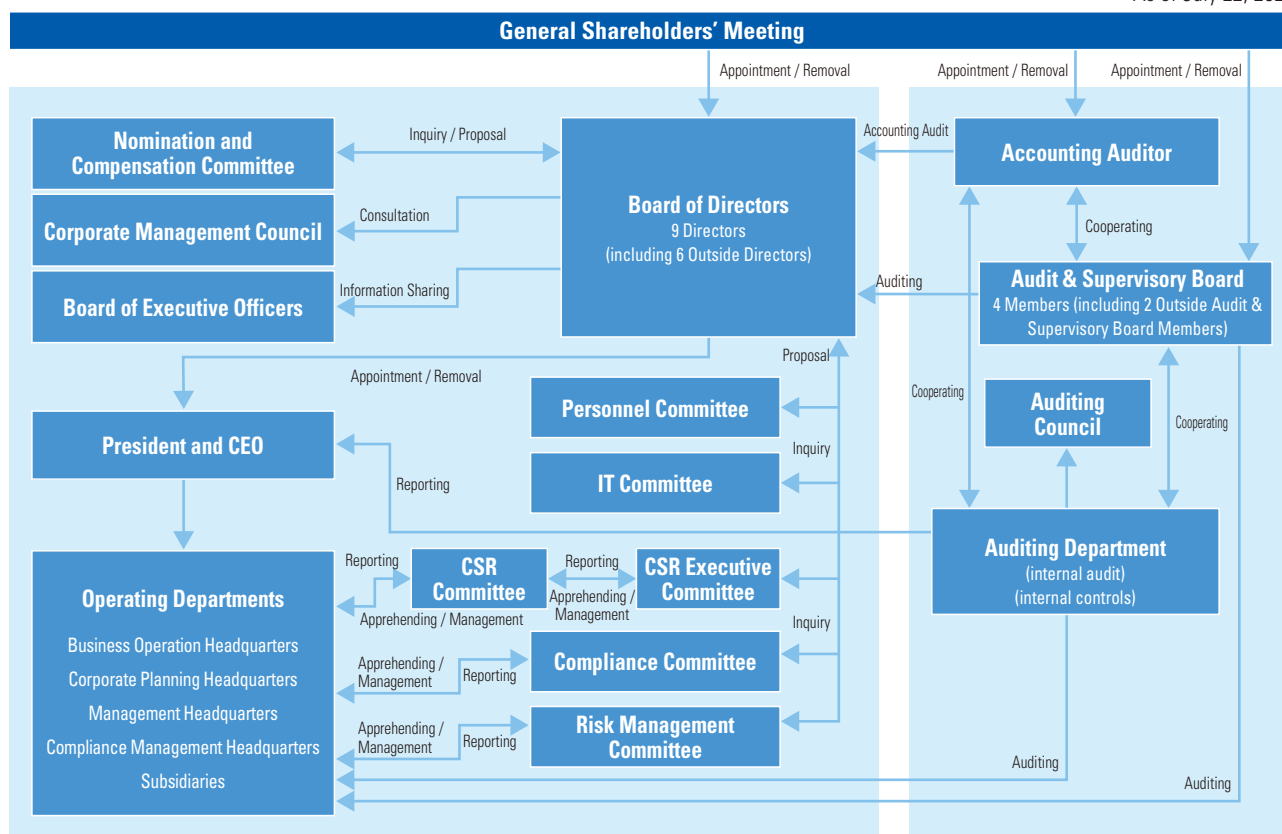 General Shareholders' Meeting
Appointment / Removal
Appointment / Removal
Appointment / Removal
Nomination and
Compensation Committee
Inquiry / Proposal
Corporate Management Council
Consultation
Board of Executive Officers
Information Sharing
Board of Directors
9 Directors
(including 6 Outside Directors)
Accounting Audit
Accounting Auditor
Cooperating
Auditing
Audit & Supervisory Board
4 Members (including 2 Outside Audit &
Supervisory Board Members)
Appointment / Removal
Proposal
President and CEO
Reporting
Personnel Committee
Inquiry
IT Committee
Cooperating
Auditing
Council
Cooperating
Auditing Department
(internal audit)
(internal controls)
Operating Departments
Business Operation Headquarters
Corporate Planning Headquarters
Management Headquarters
Compliance Management Headquarters
Subsidiaries
Reporting
Apprehending / Management
CSR
Committee
Reporting
Apprehending /
Management
CSR Executive
Committee
Inquiry
Apprehending /
Management
Reporting
Compliance Committee
Apprehending /
Management
Reporting
Risk Management
Committee
Auditing
Auditing